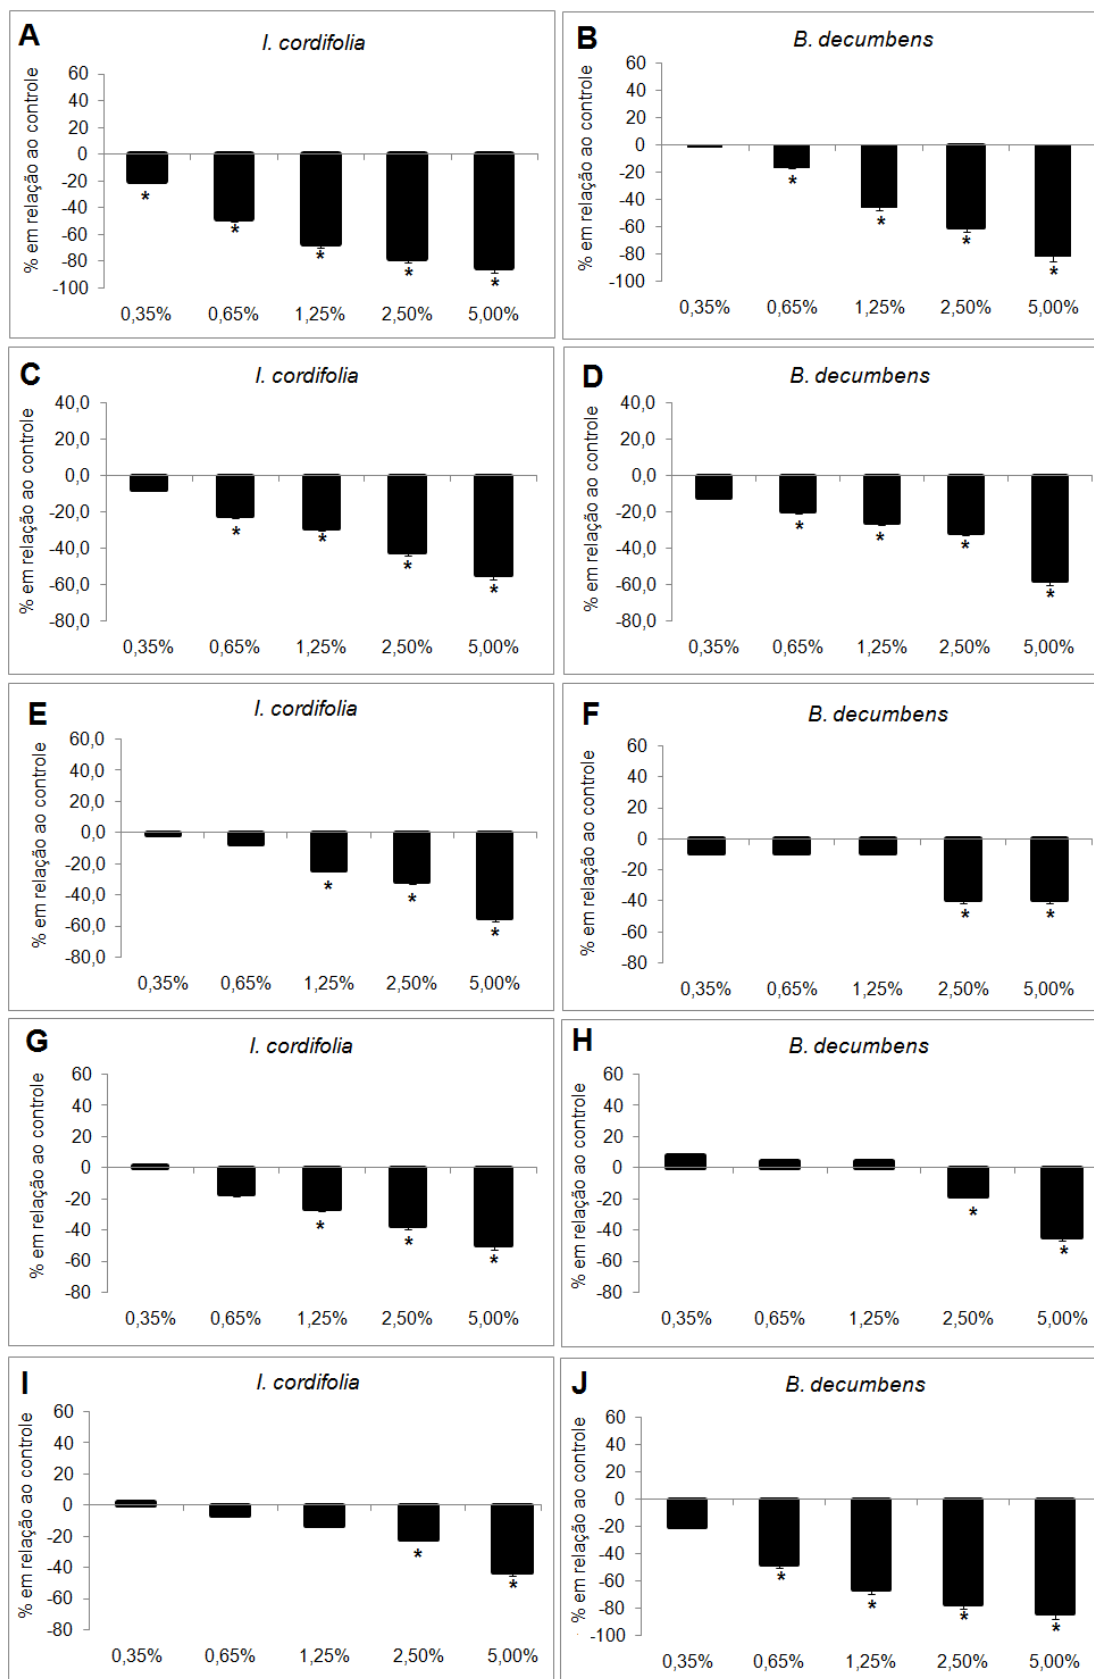 A
I. cordifolia
% em relação ao controle
60
40
20
0
-20
-40
-60
-80
-100
*
*
*
*
*
0,35% 0,65% 1,25% 2,50% 5,00%
B
B. decumbens
% em relação ao controle
60
40
20
0
-20
-40
-60
-80
-100
*
*
*
*
0,35% 0,65% 1,25% 2,50% 5,00%
C
I. cordifolia
% em relação ao controle
40,0
20,0
0,0
-20,0
-40,0
-60,0
-80,0
*
*
*
*
0,35% 0,65% 1,25% 2,50% 5,00%
D
B. decumbens
% em relação ao controle
40,0
20,0
0,0
-20,0
-40,0
-60,0
-80,0
*
*
*
*
0,35% 0,65% 1,25% 2,50% 5,00%
E
I. cordifolia
% em relação ao controle
60,0
40,0
20,0
0,0
-20,0
-40,0
-60,0
-80,0
*
*
*
0,35% 0,65% 1,25% 2,50% 5,00%
F
B. decumbens
% em relação ao controle
60
40
20
0
-20
-40
-60
-80
*
*
0,35% 0,65% 1,25% 2,50% 5,00%
G
I. cordifolia
% em relação ao controle
60
40
20
0
-20
-40
-60
-80
*
*
*
0,35% 0,65% 1,25% 2,50% 5,00%
H
B. decumbens
% em relação ao controle
60
40
20
0
-20
-40
-60
-80
*
*
0,35% 0,65% 1,25% 2,50% 5,00%
I
I. cordifolia
% em relação ao controle
60
40
20
0
-20
-40
-60
-80
*
*
0,35% 0,65% 1,25% 2,50% 5,00%
J
B. decumbens
% em relação ao controle
60
40
20
0
-20
-40
-60
-80
-100
*
*
*
*
0,35% 0,65% 1,25% 2,50% 5,00%